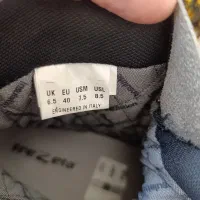 UK EU USM USL
6.5 40 7.5 8.5
ENGINEERED IN ITALY